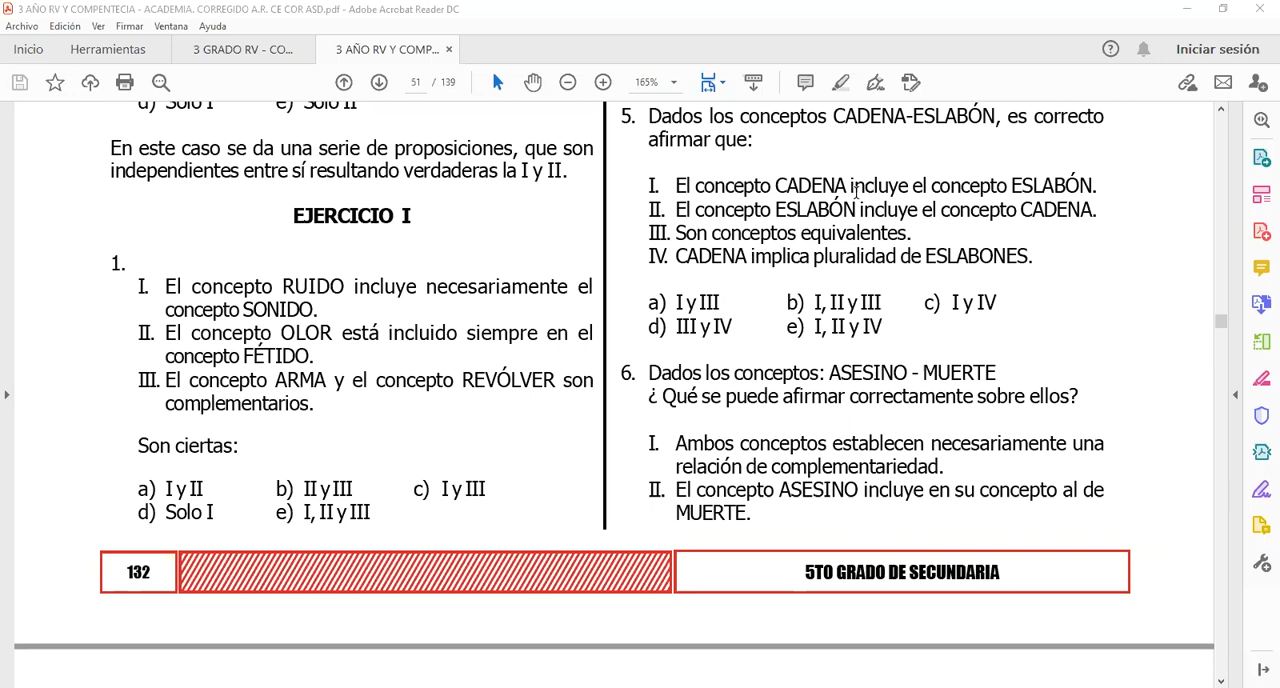 3 AÑO RV Y COMPENTECIA - ACADEMIA. CORREGIDO A.R. CE COR ASD.pdf - Adobe Acrobat Reader DC
Archivo Edición Ver Firmar Ventana Ayuda
Inicio Herramientas 3 GRADO RV - CO... 3 AÑO RV Y COMP... × Iniciar sesión
51 / 139 165%
d) Solo I e) Solo II
En este caso se da una serie de proposiciones, que son
independientes entre sí resultando verdaderas la I y II.
EJERCICIO I
1.
I. El concepto RUIDO incluye necesariamente el
concepto SONIDO.
II. El concepto OLOR está incluido siempre en el
concepto FÉTIDO.
III. El concepto ARMA y el concepto REVÓLVER son
complementarios.
Son ciertas:
a) I y II b) II y III c) I y III
d) Solo I e) I, II y III
5. Dados los conceptos CADENA-ESLABÓN, es correcto
afirmar que:
I. El concepto CADENA incluye el concepto ESLABÓN.
II. El concepto ESLABÓN incluye el concepto CADENA.
III. Son conceptos equivalentes.
IV. CADENA implica pluralidad de ESLABONES.
a) I y III b) I, II y III c) I y IV
d) III y IV e) I, II y IV
6. Dados los conceptos: ASESINO - MUERTE
¿ Qué se puede afirmar correctamente sobre ellos?
I. Ambos conceptos establecen necesariamente una
relación de complementariedad.
II. El concepto ASESINO incluye en su concepto al de
MUERTE.
132
5TO GRADO DE SECUNDARIA